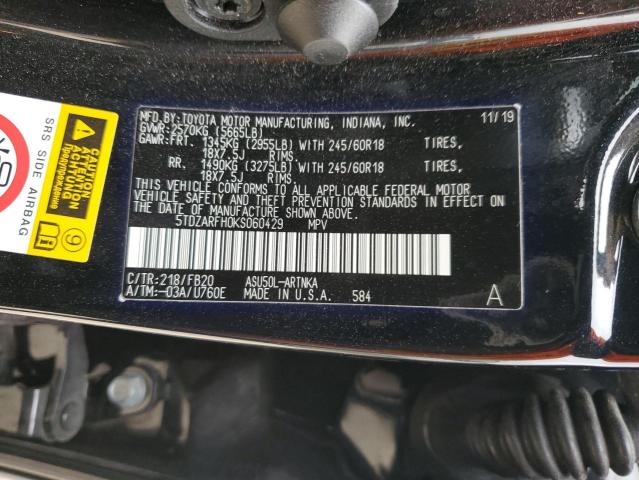 MFD.BY:TOYOTA MOTOR MANUFACTURING, INDIANA, INC. 11/19
GVWR:2570KG (5665LB)
GAWR:FRT. 1345KG (2955LB) WITH 245/60R18 TIRES,
18X7.5J RIMS.
RR. 1490KG (3275LB) WITH 245/60R18 TIRES,
18X7.5J RIMS.
THIS VEHICLE CONFORMS TO ALL APPLICABLE FEDERAL MOTOR
VEHICLE SAFETY AND THEFT PREVENTION STANDARDS IN EFFECT
ON THE DATE OF MANUFACTURE SHOWN ABOVE.
5TDZARFH0KS060429 MPV
C/TR:218/FB20 ASU50L-ARTNKA
A/TM:-03A/U760E MADE IN U.S.A. 584 A
SRS SIDE AIRBAG
CAUTION
ATTENTION
ACHTUNG
Предупреждение
9